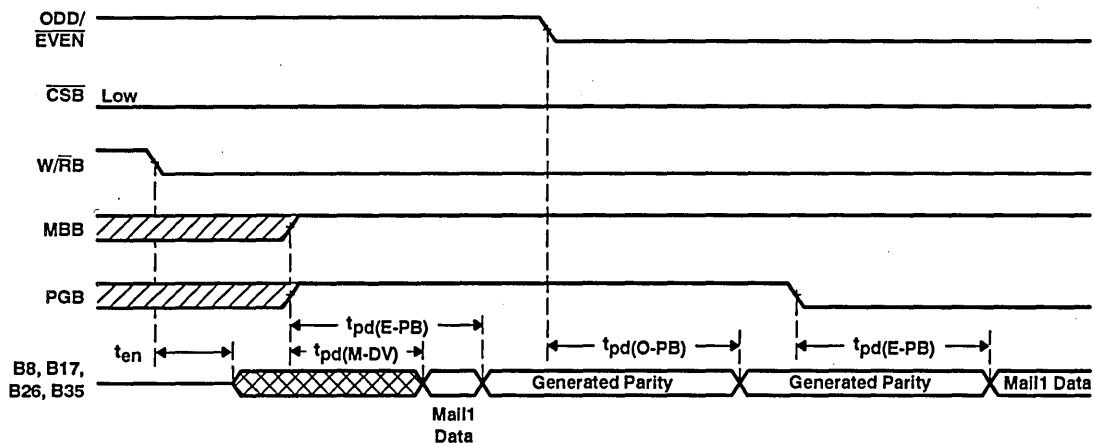 ODD/
EVEN
CSB Low
W/RB
MBB
PGB
tpd(E-PB)
ten tpd(M-DV) tpd(O-PB) tpd(E-PB)
B8, B17,
B26, B35
Generated Parity Generated Parity Mail1 Data
Mail1
Data